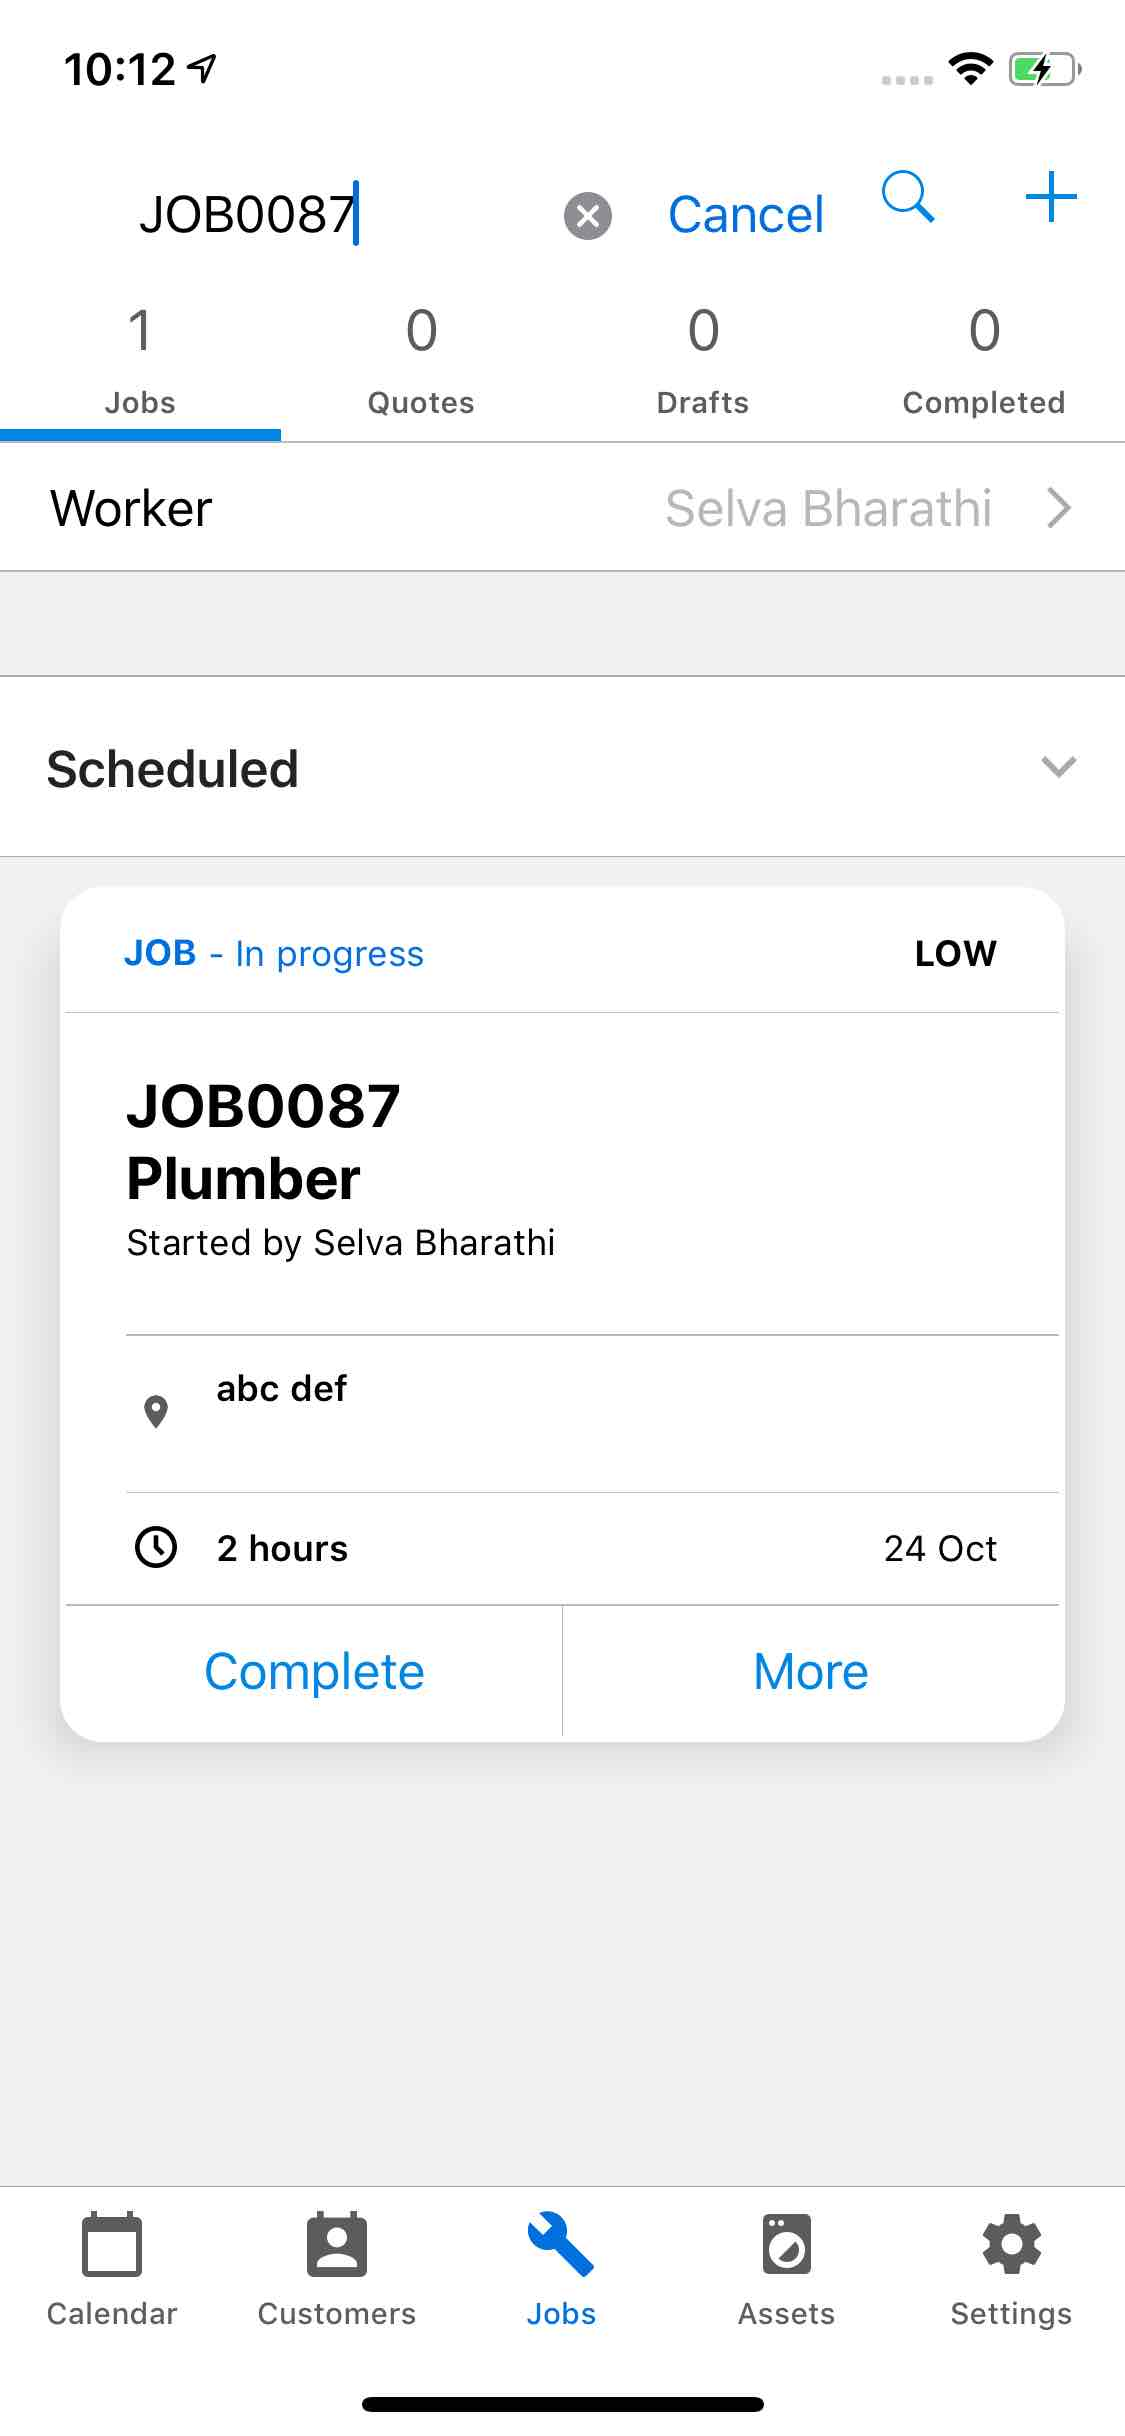 10:12
JOB0087
Cancel
1
0
0
0
Jobs
Quotes
Drafts
Completed
Worker
Selva Bharathi
Scheduled
JOB - In progress
LOW
JOB0087
Plumber
Started by Selva Bharathi
abc def
2 hours
24 Oct
Complete
More
Calendar
Customers
Jobs
Assets
Settings